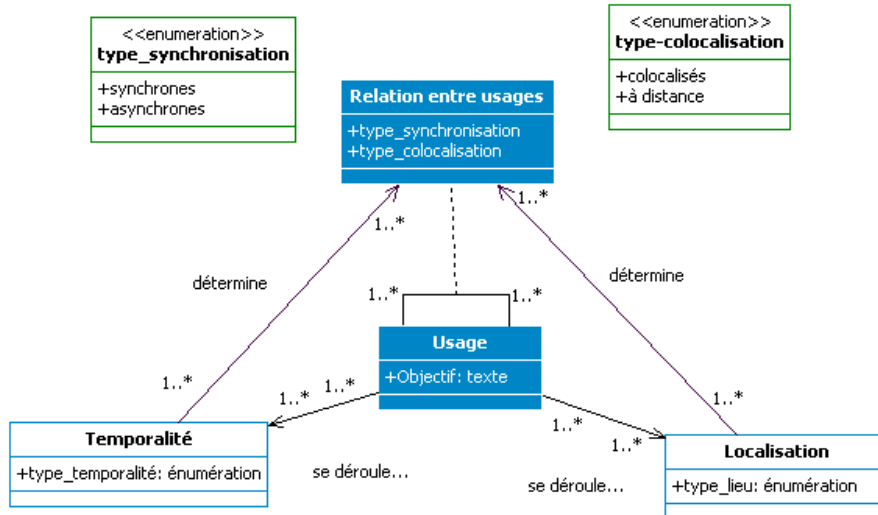 <<enumeration>>
type_synchronisation
+synchrones
+asynchrones
<<enumeration>>
type-colocalisation
+colocalisés
+à distance
Relation entre usages
+type_synchronisation
+type_colocalisation
1..*
1..*
détermine
détermine
1..*
1..*
Usage
+Objectif: texte
1..*
1..*
1..*
1..*
1..*
1..*
Temporalité
+type_temporalité: énumération
se déroule...
se déroule...
Localisation
+type_lieu: énumération